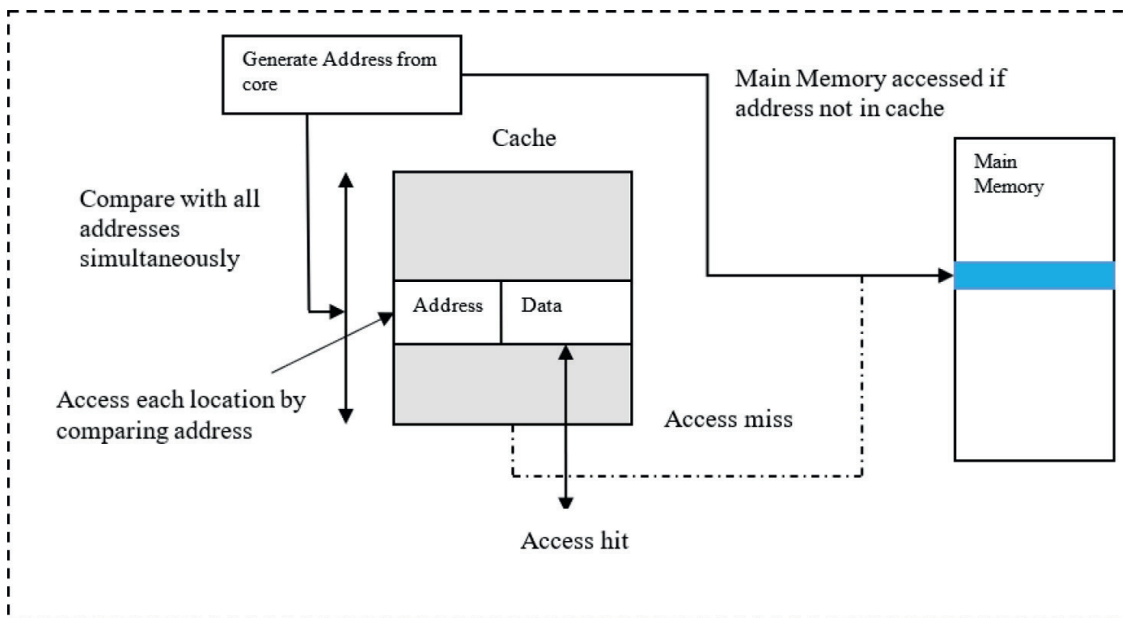 Generate Address from
core
Main Memory accessed if
address not in cache
Cache
Main
Memory
Compare with all
addresses
simultaneously
Address
Data
Access each location by
comparing address
Access miss
Access hit